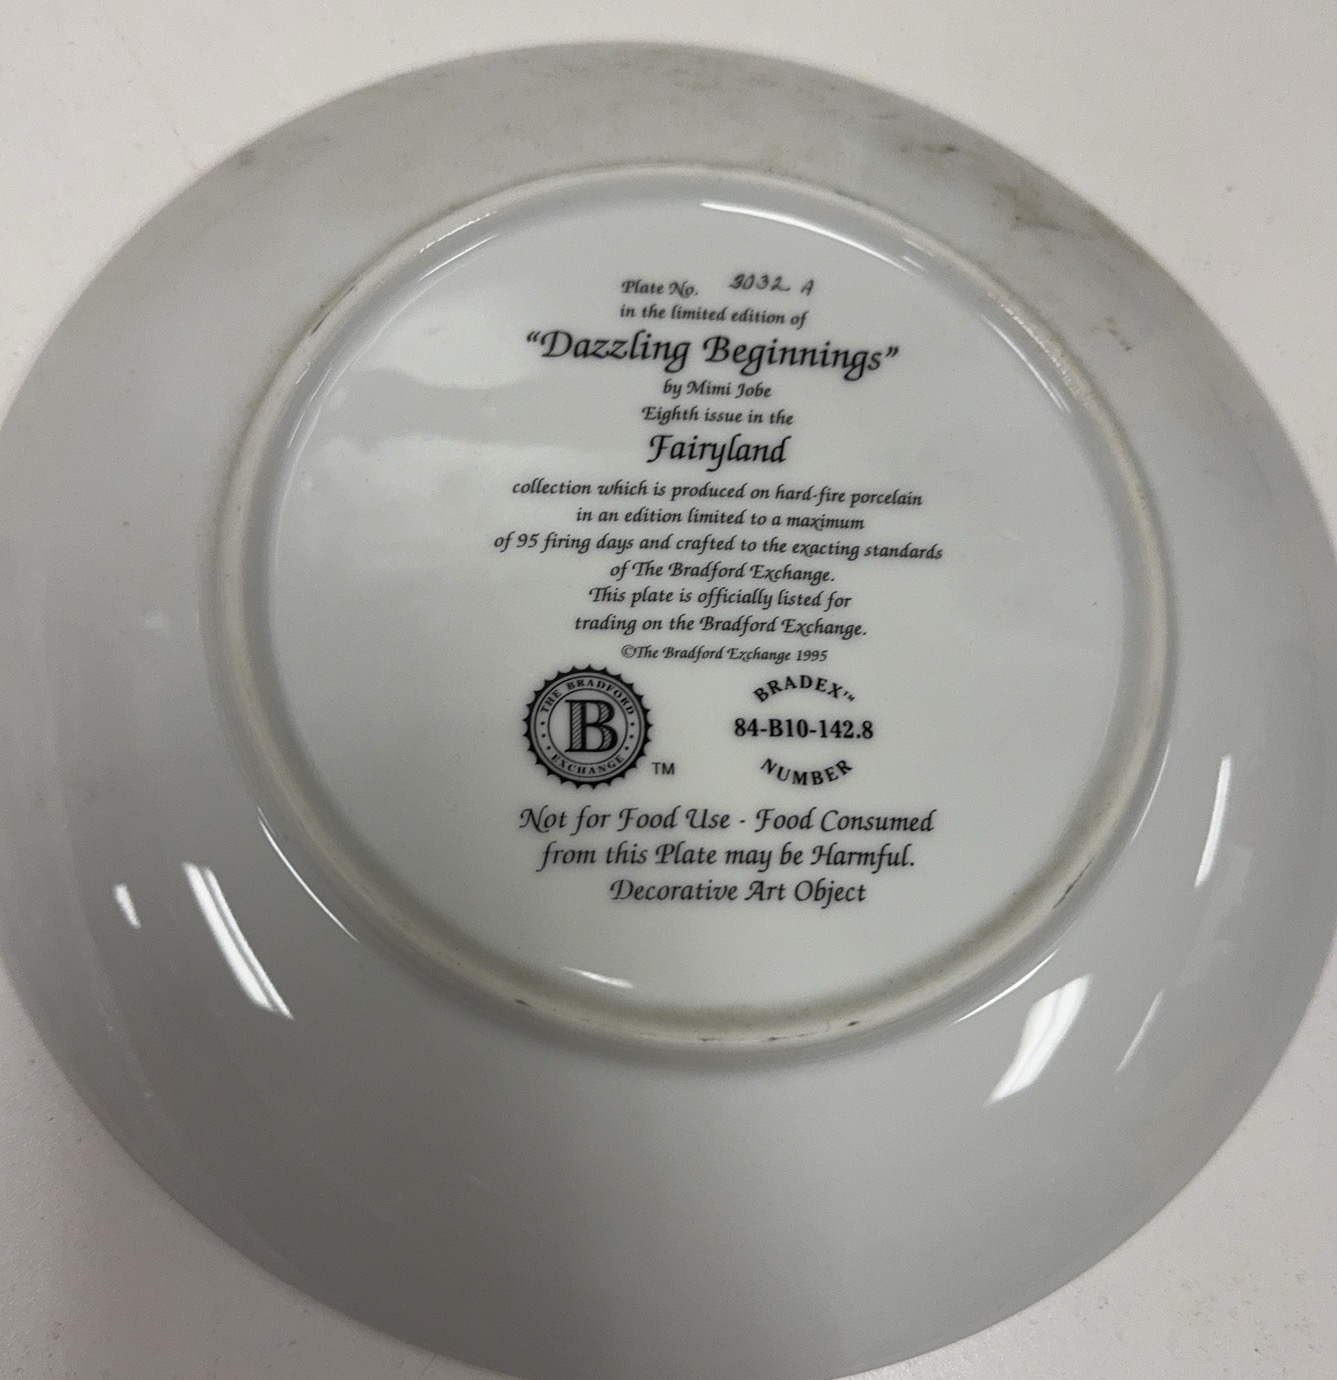 Plate No. 3032 A
in the limited edition of
“Dazzling Beginnings”
by Mimi Jobe
Eighth issue in the
Fairyland
collection which is produced on hard-fire porcelain
in an edition limited to a maximum
of 95 firing days and crafted to the exacting standards
of The Bradford Exchange.
This plate is officially listed for
trading on the Bradford Exchange.
©The Bradford Exchange 1995
THE BRADFORD
B
EXCHANGE
TM
BRADEX™
84-B10-142.8
NUMBER
Not for Food Use - Food Consumed
from this Plate may be Harmful.
Decorative Art Object